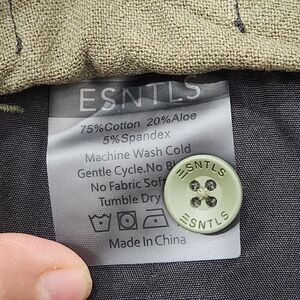 ESNTLS
75%Cotton 20%Aloe
5%Spandex
Machine Wash Cold
Gentle Cycle.No
No Fabric
Tumble Dry
Made In China
ESNTLS
ESNTLS